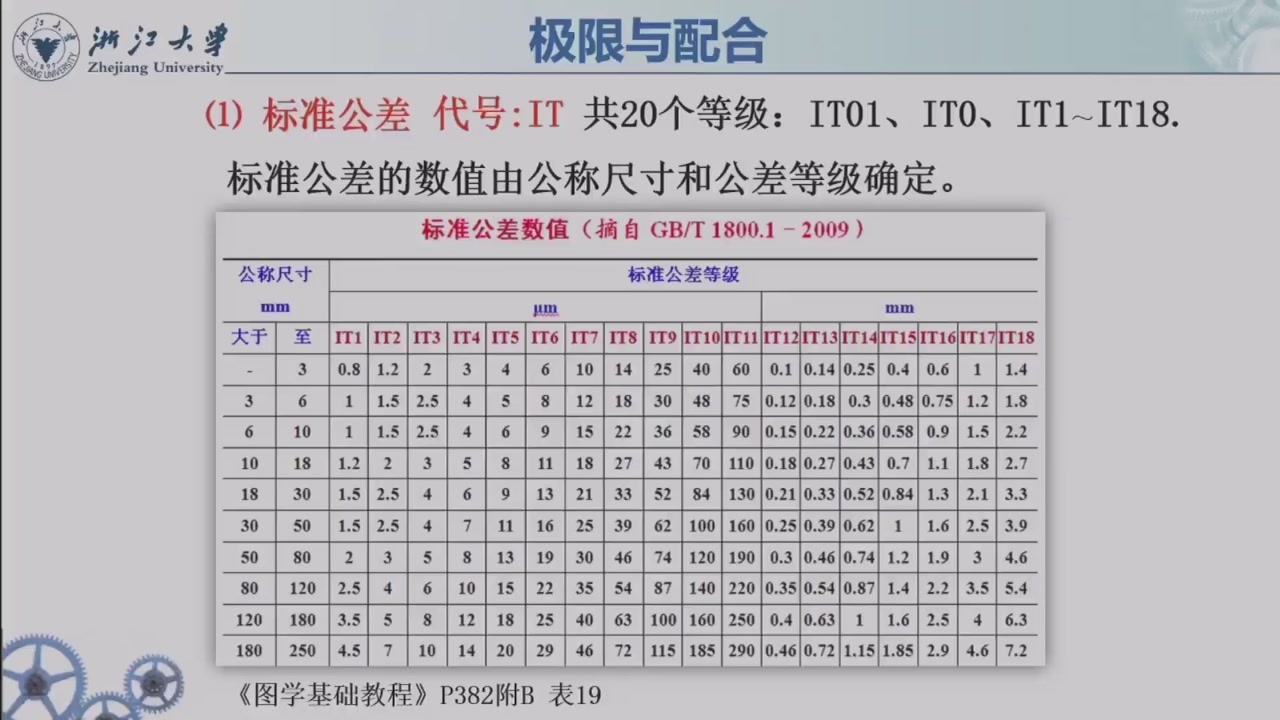 浙江大学
Zhejiang University
极限与配合
(1) 标准公差 代号:IT 共20个等级: IT01、IT0、IT1~IT18.
标准公差的数值由公称尺寸和公差等级确定。
标准公差数值（摘自 GB/T 1800.1－2009）
公称尺寸 标准公差等级
mm μm mm
大于 至 IT1 IT2 IT3 IT4 IT5 IT6 IT7 IT8 IT9 IT10 IT11 IT12 IT13 IT14 IT15 IT16 IT17 IT18
- 3 0.8 1.2 2 3 4 6 10 14 25 40 60 0.1 0.14 0.25 0.4 0.6 1 1.4
3 6 1 1.5 2.5 4 5 8 12 18 30 48 75 0.12 0.18 0.3 0.48 0.75 1.2 1.8
6 10 1 1.5 2.5 4 6 9 15 22 36 58 90 0.15 0.22 0.36 0.58 0.9 1.5 2.2
10 18 1.2 2 3 5 8 11 18 27 43 70 110 0.18 0.27 0.43 0.7 1.1 1.8 2.7
18 30 1.5 2.5 4 6 9 13 21 33 52 84 130 0.21 0.33 0.52 0.84 1.3 2.1 3.3
30 50 1.5 2.5 4 7 11 16 25 39 62 100 160 0.25 0.39 0.62 1 1.6 2.5 3.9
50 80 2 3 5 8 13 19 30 46 74 120 190 0.3 0.46 0.74 1.2 1.9 3 4.6
80 120 2.5 4 6 10 15 22 35 54 87 140 220 0.35 0.54 0.87 1.4 2.2 3.5 5.4
120 180 3.5 5 8 12 18 25 40 63 100 160 250 0.4 0.63 1 1.6 2.5 4 6.3
180 250 4.5 7 10 14 20 29 46 72 115 185 290 0.46 0.72 1.15 1.85 2.9 4.6 7.2
《图学基础教程》P382附B 表19